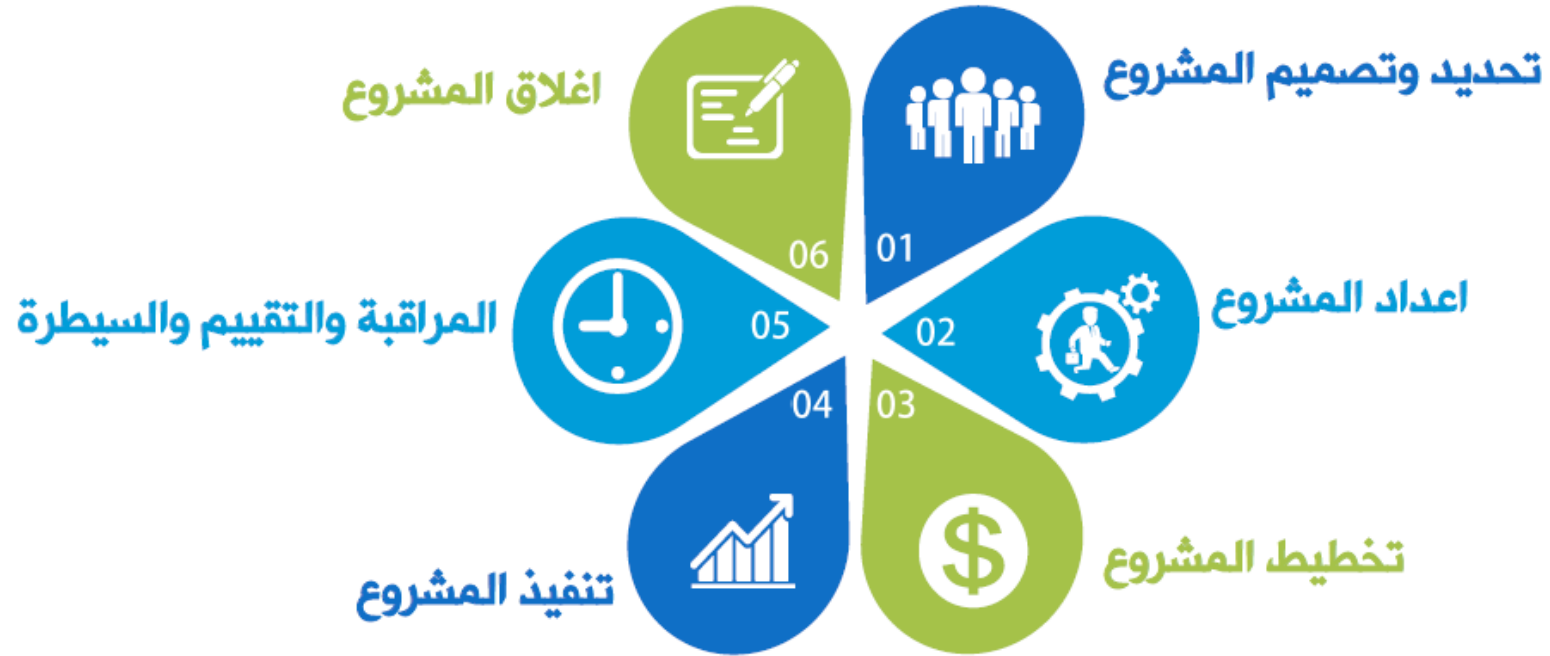 تحديد وتصميم المشروع
01
اعداد المشروع
02
تخطيط المشروع
03
تنفيذ المشروع
04
المراقبة والتقييم والسيطرة
05
اغلاق المشروع
06
$